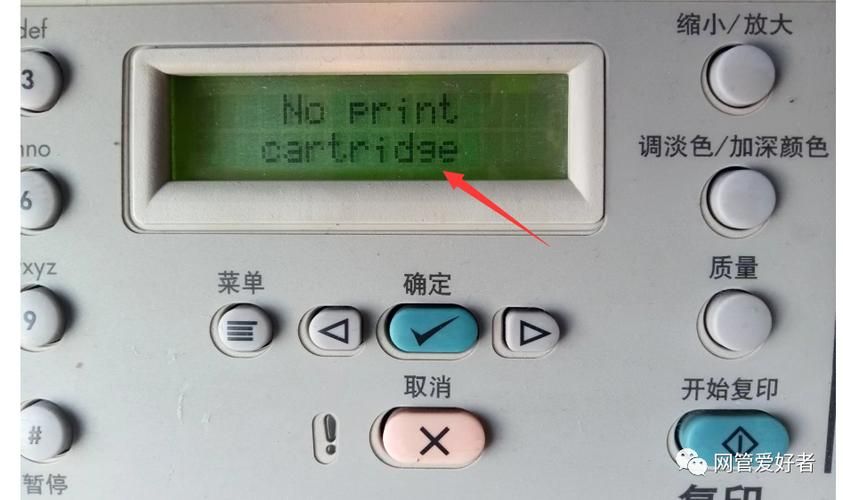 def
缩小/放大
3
No print
cartridge
mno
调淡色/加深颜色
6
xyz
菜单
确定
质量
9
取消
开始复印
#
暂停
网管爱好者
复印